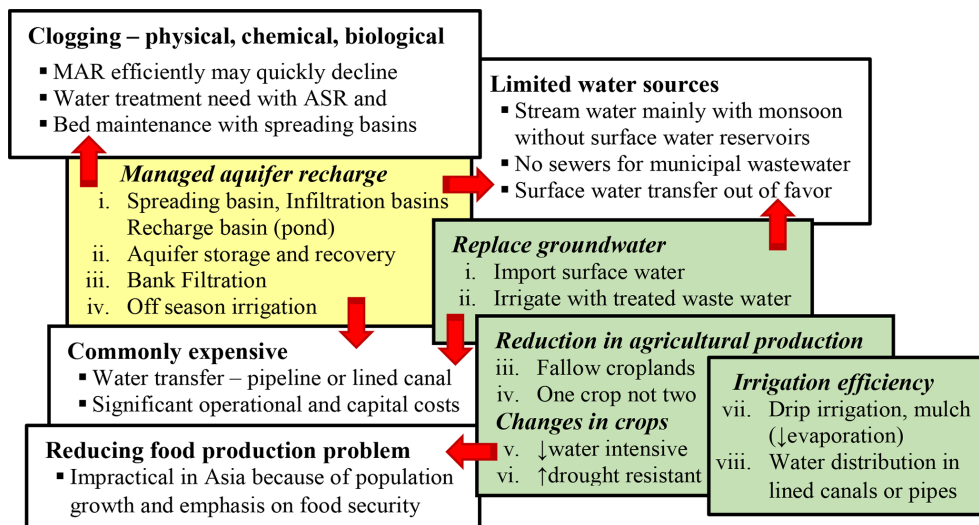 Clogging – physical, chemical, biological
▪ MAR efficiently may quickly decline
▪ Water treatment need with ASR and
▪ Bed maintenance with spreading basins
Limited water sources
▪ Stream water mainly with monsoon
without surface water reservoirs
▪ No sewers for municipal wastewater
▪ Surface water transfer out of favor
Managed aquifer recharge
i. Spreading basin, Infiltration basins
Recharge basin (pond)
ii. Aquifer storage and recovery
iii. Bank Filtration
iv. Off season irrigation
Replace groundwater
i. Import surface water
ii. Irrigate with treated waste water
Commonly expensive
▪ Water transfer – pipeline or lined canal
▪ Significant operational and capital costs
Reduction in agricultural production
iii. Fallow croplands
iv. One crop not two
Changes in crops
v. ↓water intensive
vi. ↑drought resistant
Irrigation efficiency
vii. Drip irrigation, mulch
(↓evaporation)
viii. Water distribution in
lined canals or pipes
Reducing food production problem
▪ Impractical in Asia because of population
growth and emphasis on food security